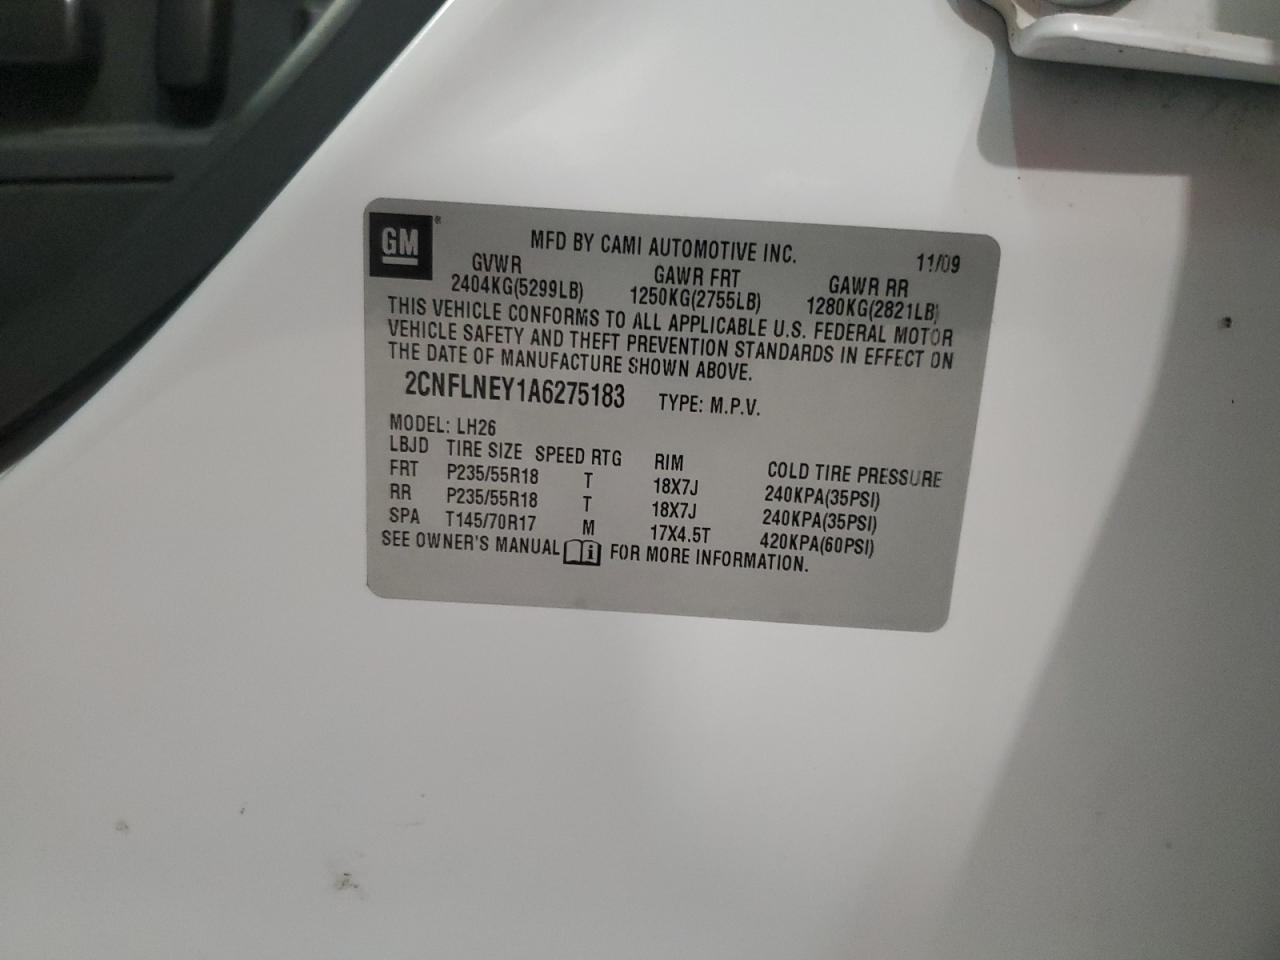 GM®
MFD BY CAMI AUTOMOTIVE INC. 11/09
GVWR GAWR FRT GAWR RR
2404KG(5299LB) 1250KG(2755LB) 1280KG(2821LB)
THIS VEHICLE CONFORMS TO ALL APPLICABLE U.S. FEDERAL MOTOR
VEHICLE SAFETY AND THEFT PREVENTION STANDARDS IN EFFECT ON
THE DATE OF MANUFACTURE SHOWN ABOVE.
2CNFLNEY1A6275183 TYPE: M.P.V.
MODEL: LH26
LBJD TIRE SIZE SPEED RTG RIM COLD TIRE PRESSURE
FRT P235/55R18 T 18X7J 240KPA(35PSI)
RR P235/55R18 T 18X7J 240KPA(35PSI)
SPA T145/70R17 M 17X4.5T 420KPA(60PSI)
SEE OWNER'S MANUAL FOR MORE INFORMATION.